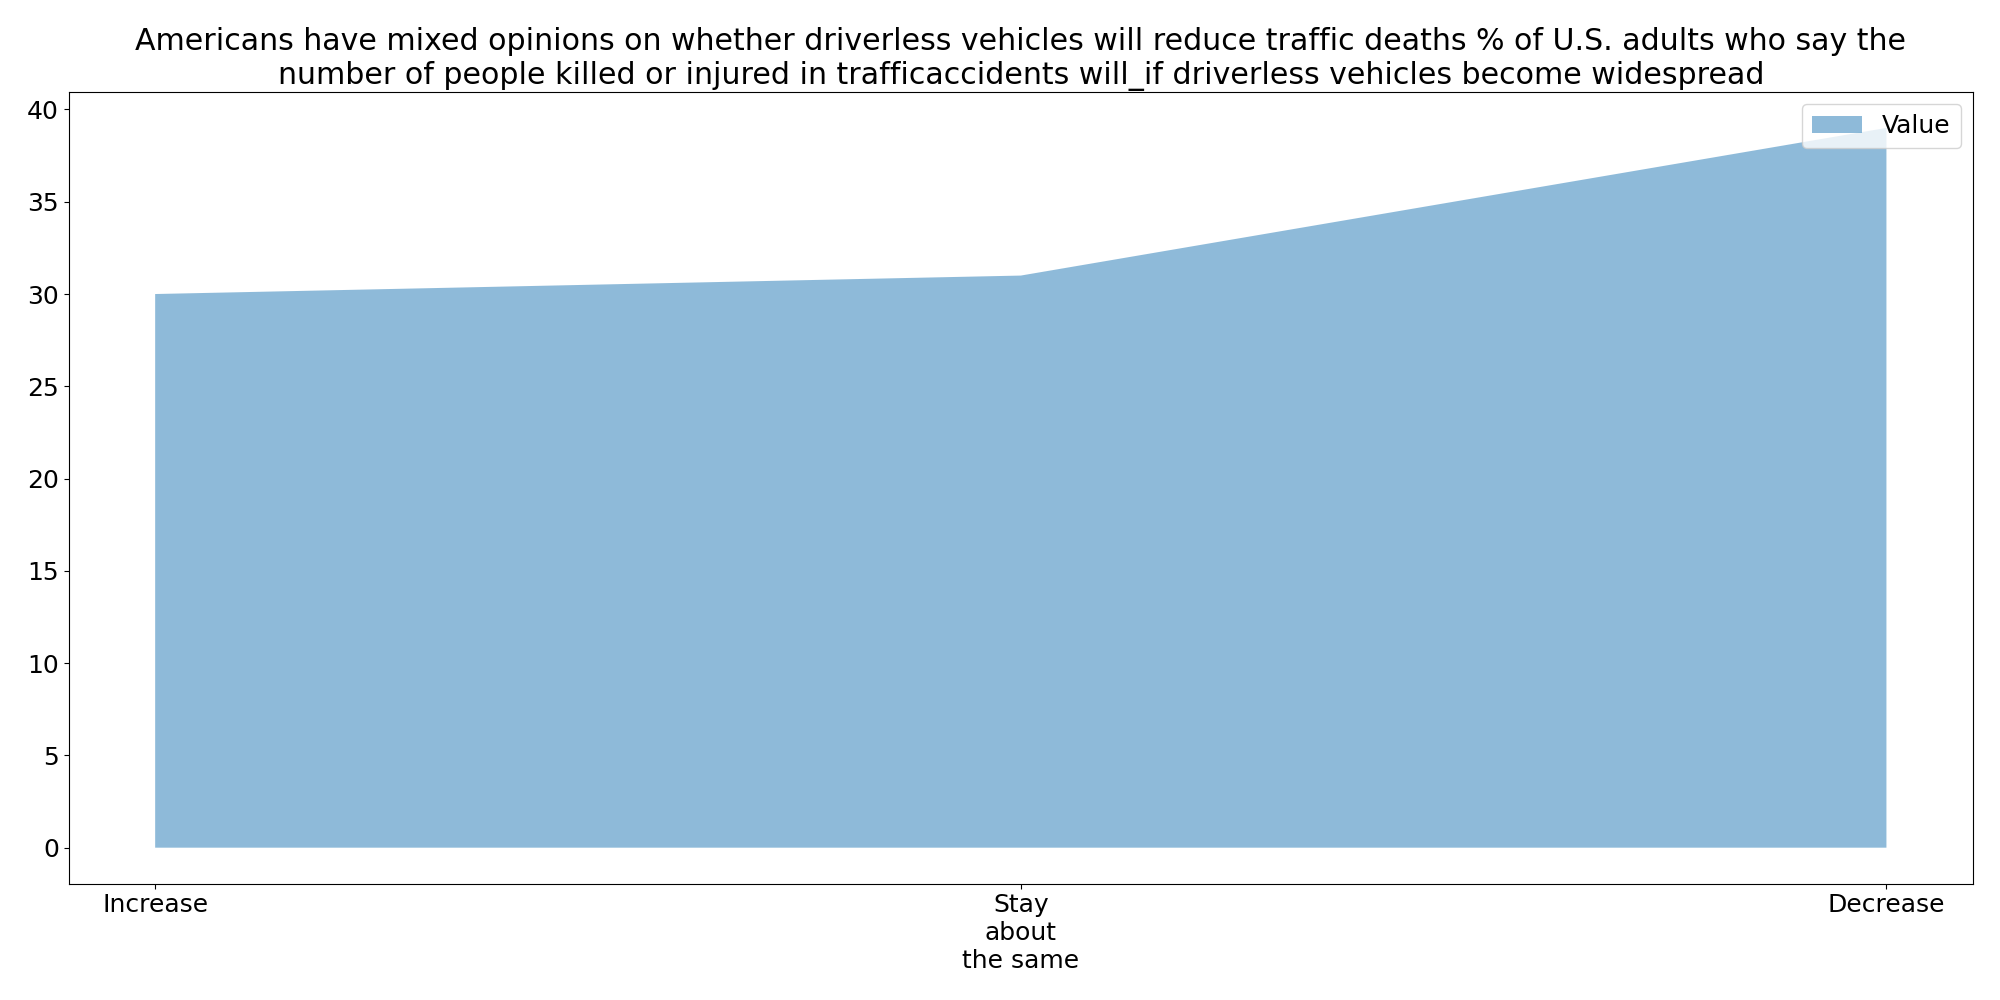 Americans have mixed opinions on whether driverless vehicles will reduce traffic deaths % of U.S. adults who say the
number of people killed or injured in trafficaccidents will_if driverless vehicles become widespread
Value
40
35
30
25
20
15
10
5
0
Increase
Stay
about
the same
Decrease